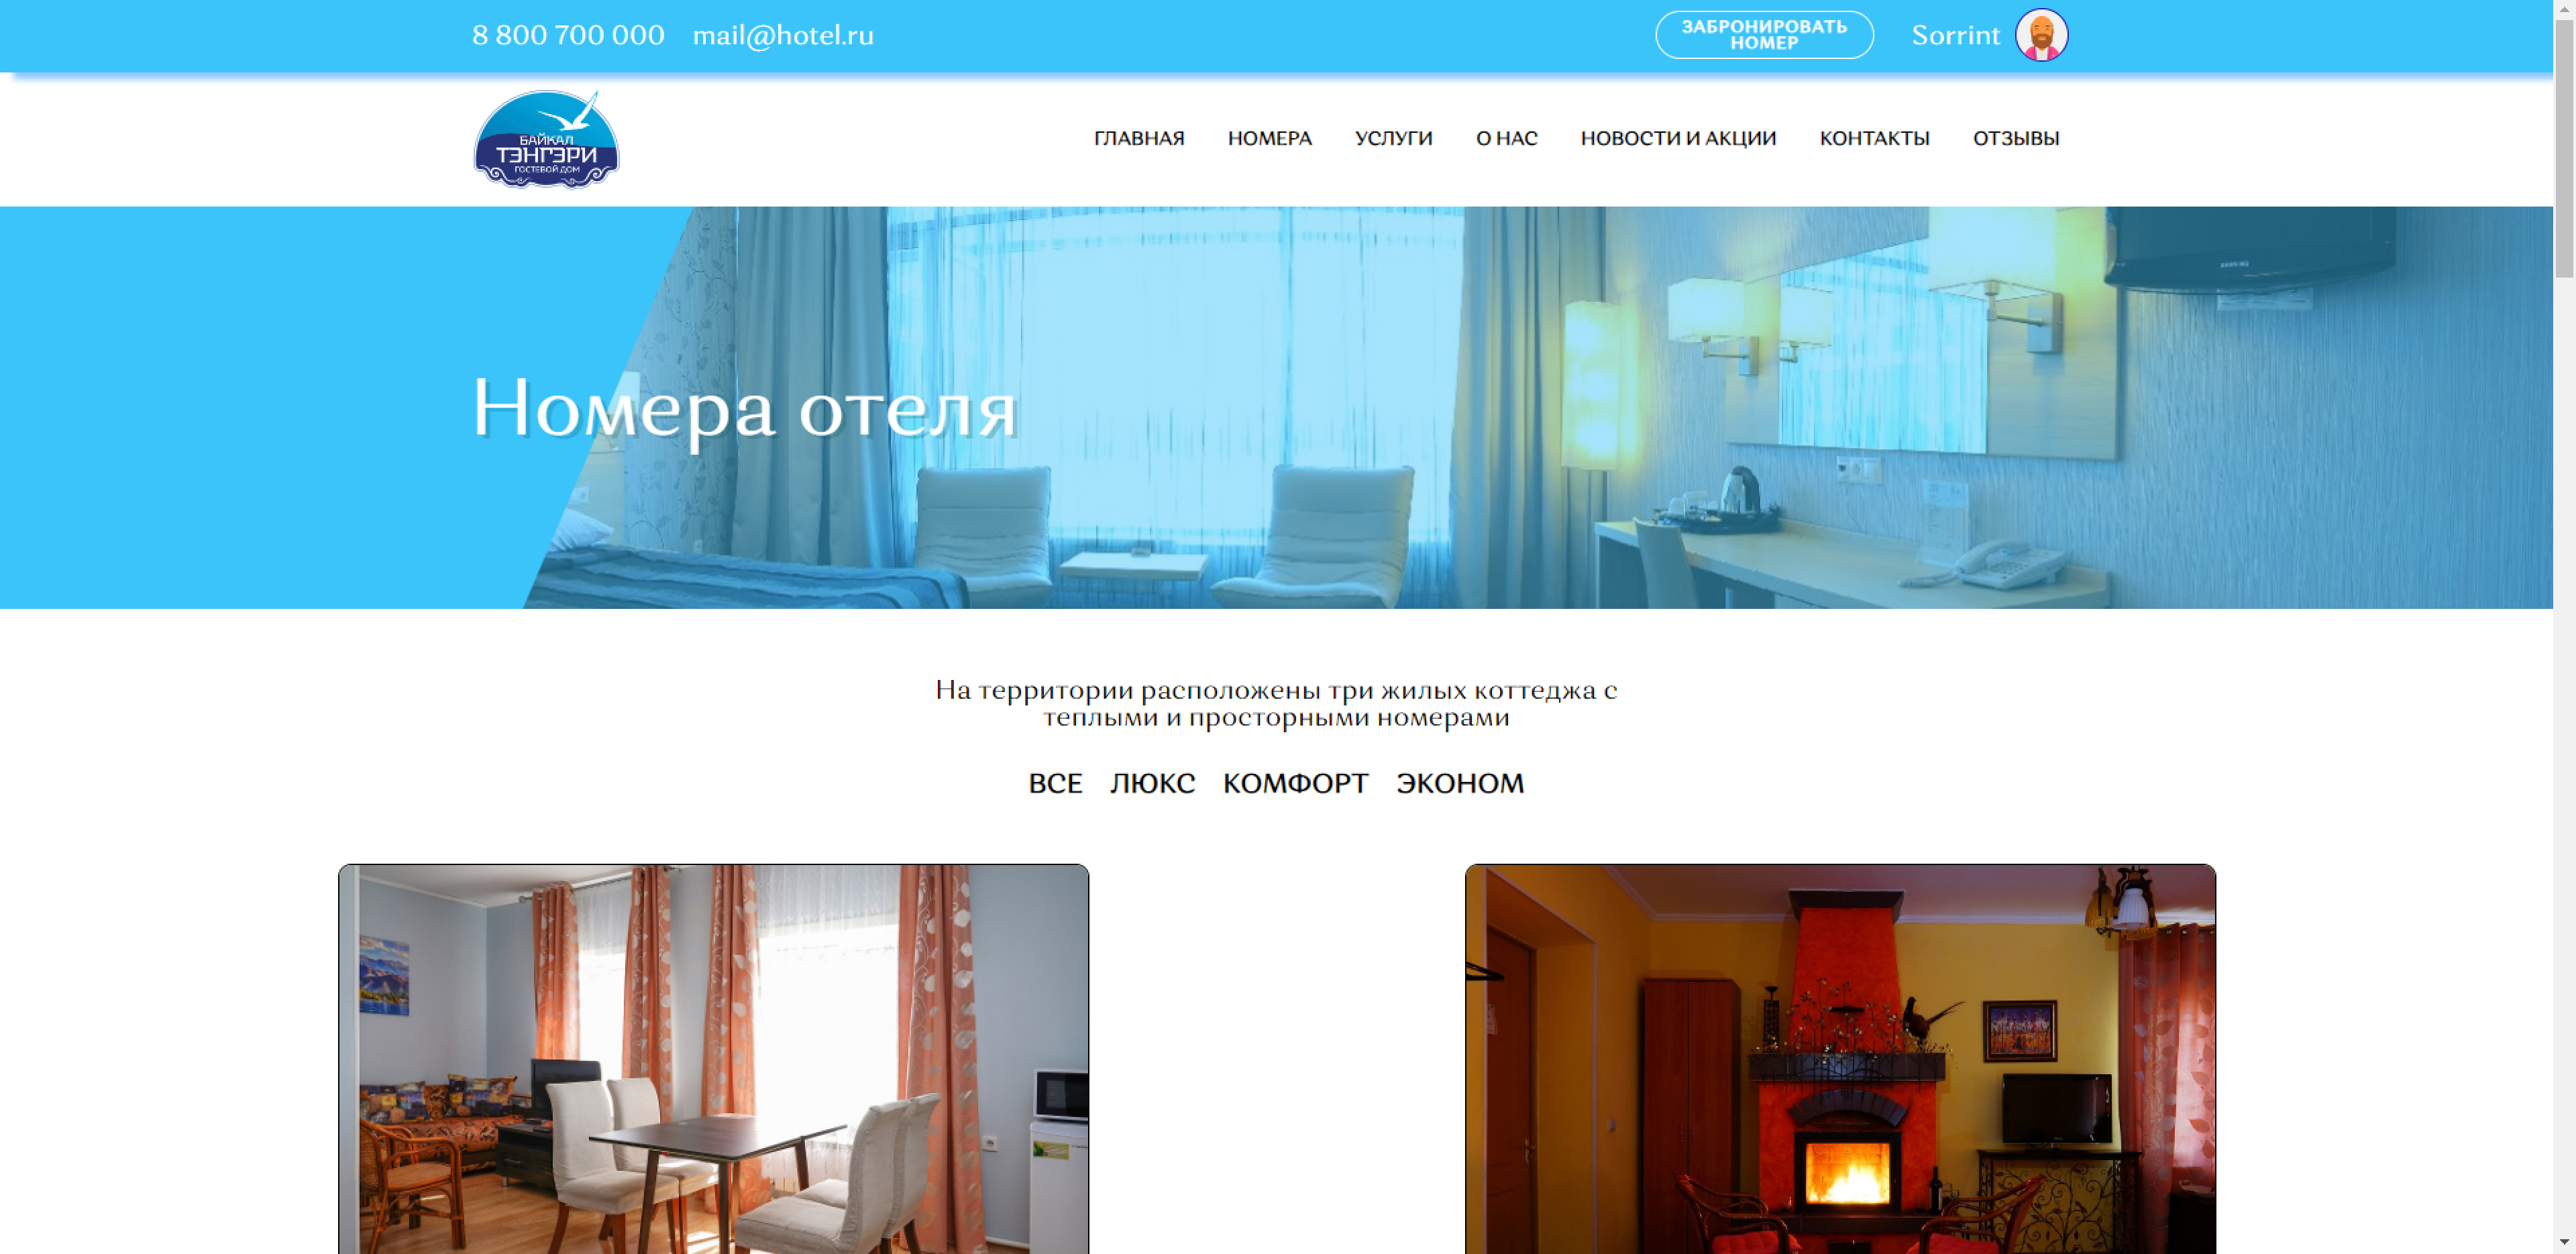 8 800 700 000 mail@hotel.ru
ЗАБРОНИРОВАТЬ
НОМЕР
Sorrint
БАЙКАЛ
ТЭНГЭРИ
ГОСТЕВОЙ ДОМ
ГЛАВНАЯ НОМЕРА УСЛУГИ О НАС НОВОСТИ И АКЦИИ КОНТАКТЫ ОТЗЫВЫ
Номера отеля
На территории расположены три жилых коттеджа с
теплыми и просторными номерами
ВСЕ ЛЮКС КОМФОРТ ЭКОНОМ